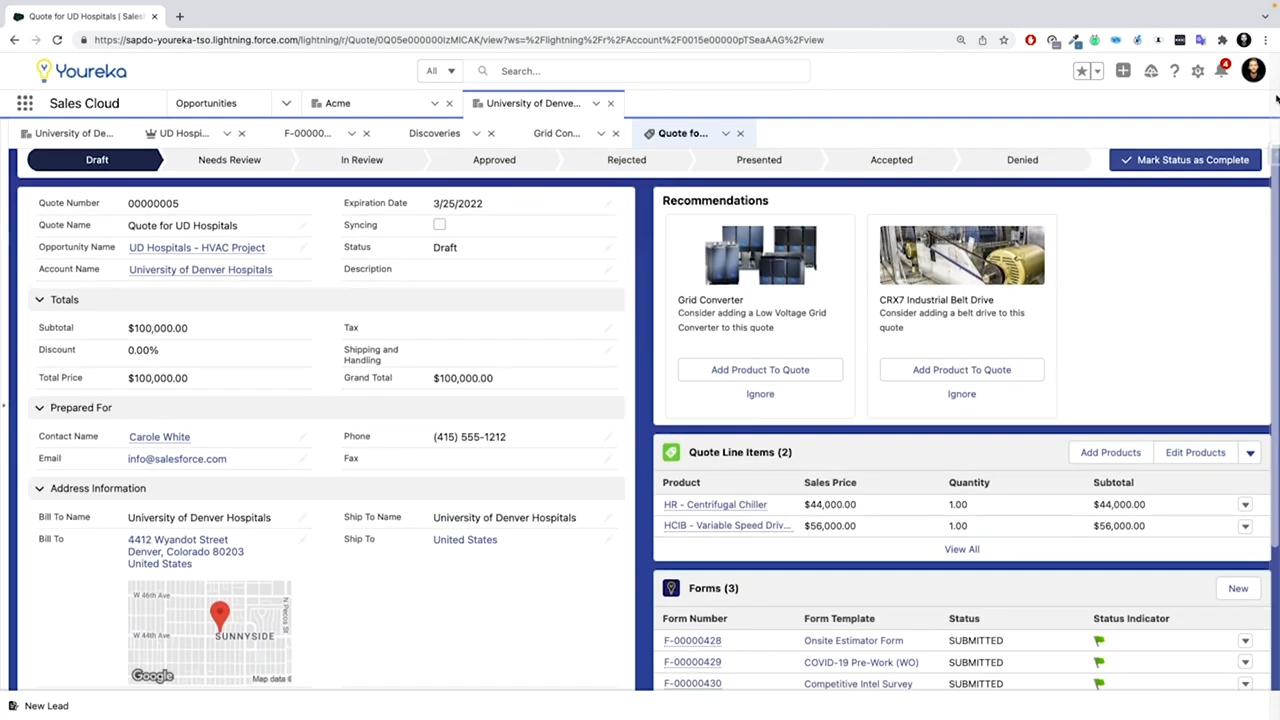 Quote for UD Hospitals | Sales
https://sapdo-youreka-tso.lightning.force.com/lightning/r/Quote/0Q05e000000IzMICAK/view?ws=%2Flightning%2Fr%2FAccount%2F0015e00000pTSeaAAG%2Fview
Youreka
All
Search...
4
Sales Cloud
Opportunities
Acme
University of Denve...
University of De...
UD Hospi...
F-00000...
Discoveries
Grid Con...
Quote fo...
Draft
Needs Review
In Review
Approved
Rejected
Presented
Accepted
Denied
Mark Status as Complete
Quote Number 00000005
Expiration Date 3/25/2022
Quote Name Quote for UD Hospitals
Syncing
Opportunity Name UD Hospitals - HVAC Project
Status Draft
Account Name University of Denver Hospitals
Description
Totals
Subtotal $100,000.00
Tax
Discount 0.00%
Shipping and
Handling
Total Price $100,000.00
Grand Total $100,000.00
Prepared For
Contact Name Carole White
Phone (415) 555-1212
Email info@salesforce.com
Fax
Address Information
Bill To Name University of Denver Hospitals
Ship To Name University of Denver Hospitals
Bill To 4412 Wyandot Street
Denver, Colorado 80203
United States
Ship To United States
W 46th Ave
N Pecos St
W 44th Ave
SUNNYSIDE
Google
Map data ©
Recommendations
Grid Converter
Consider adding a Low Voltage Grid
Converter to this quote
Add Product To Quote
Ignore
CRX7 Industrial Belt Drive
Consider adding a belt drive to this
quote
Add Product To Quote
Ignore
Quote Line Items (2)
Add Products
Edit Products
Product Sales Price Quantity Subtotal
HR - Centrifugal Chiller $44,000.00 1.00 $44,000.00
HCIB - Variable Speed Driv... $56,000.00 1.00 $56,000.00
View All
Forms (3)
New
Form Number Form Template Status Status Indicator
F-00000428 Onsite Estimator Form SUBMITTED
F-00000429 COVID-19 Pre-Work (WO) SUBMITTED
F-00000430 Competitive Intel Survey SUBMITTED
New Lead